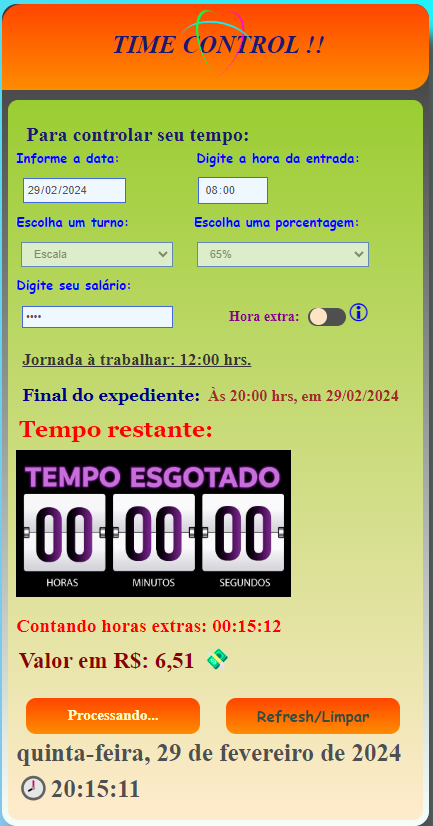 TIME CONTROL !!
Para controlar seu tempo:
Informe a data: Digite a hora da entrada:
29/02/2024 08:00
Escolha um turno: Escolha uma porcentagem:
Escala 65%
Digite seu salário:
•••• Hora extra:
Jornada à trabalhar: 12:00 hrs.
Final do expediente: Às 20:00 hrs, em 29/02/2024
Tempo restante:
TEMPO ESGOTADO
00 00 00
HORAS MINUTOS SEGUNDOS
Contando horas extras: 00:15:12
Valor em R$: 6,51
Processando... Refresh/Limpar
quinta-feira, 29 de fevereiro de 2024
20:15:11